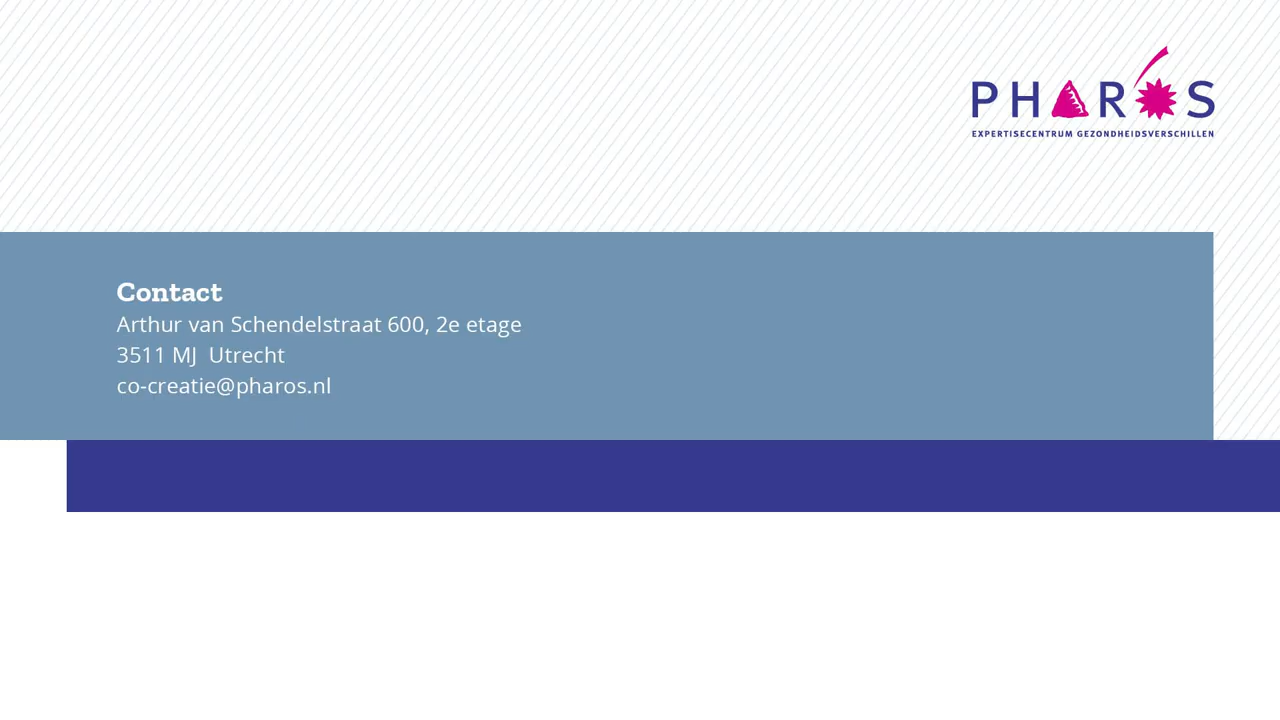 PHAROS
EXPERTISECENTRUM GEZONDHEIDSVERSCHILLEN
Contact
Arthur van Schendelstraat 600, 2e etage
3511 MJ  Utrecht
co-creatie@pharos.nl